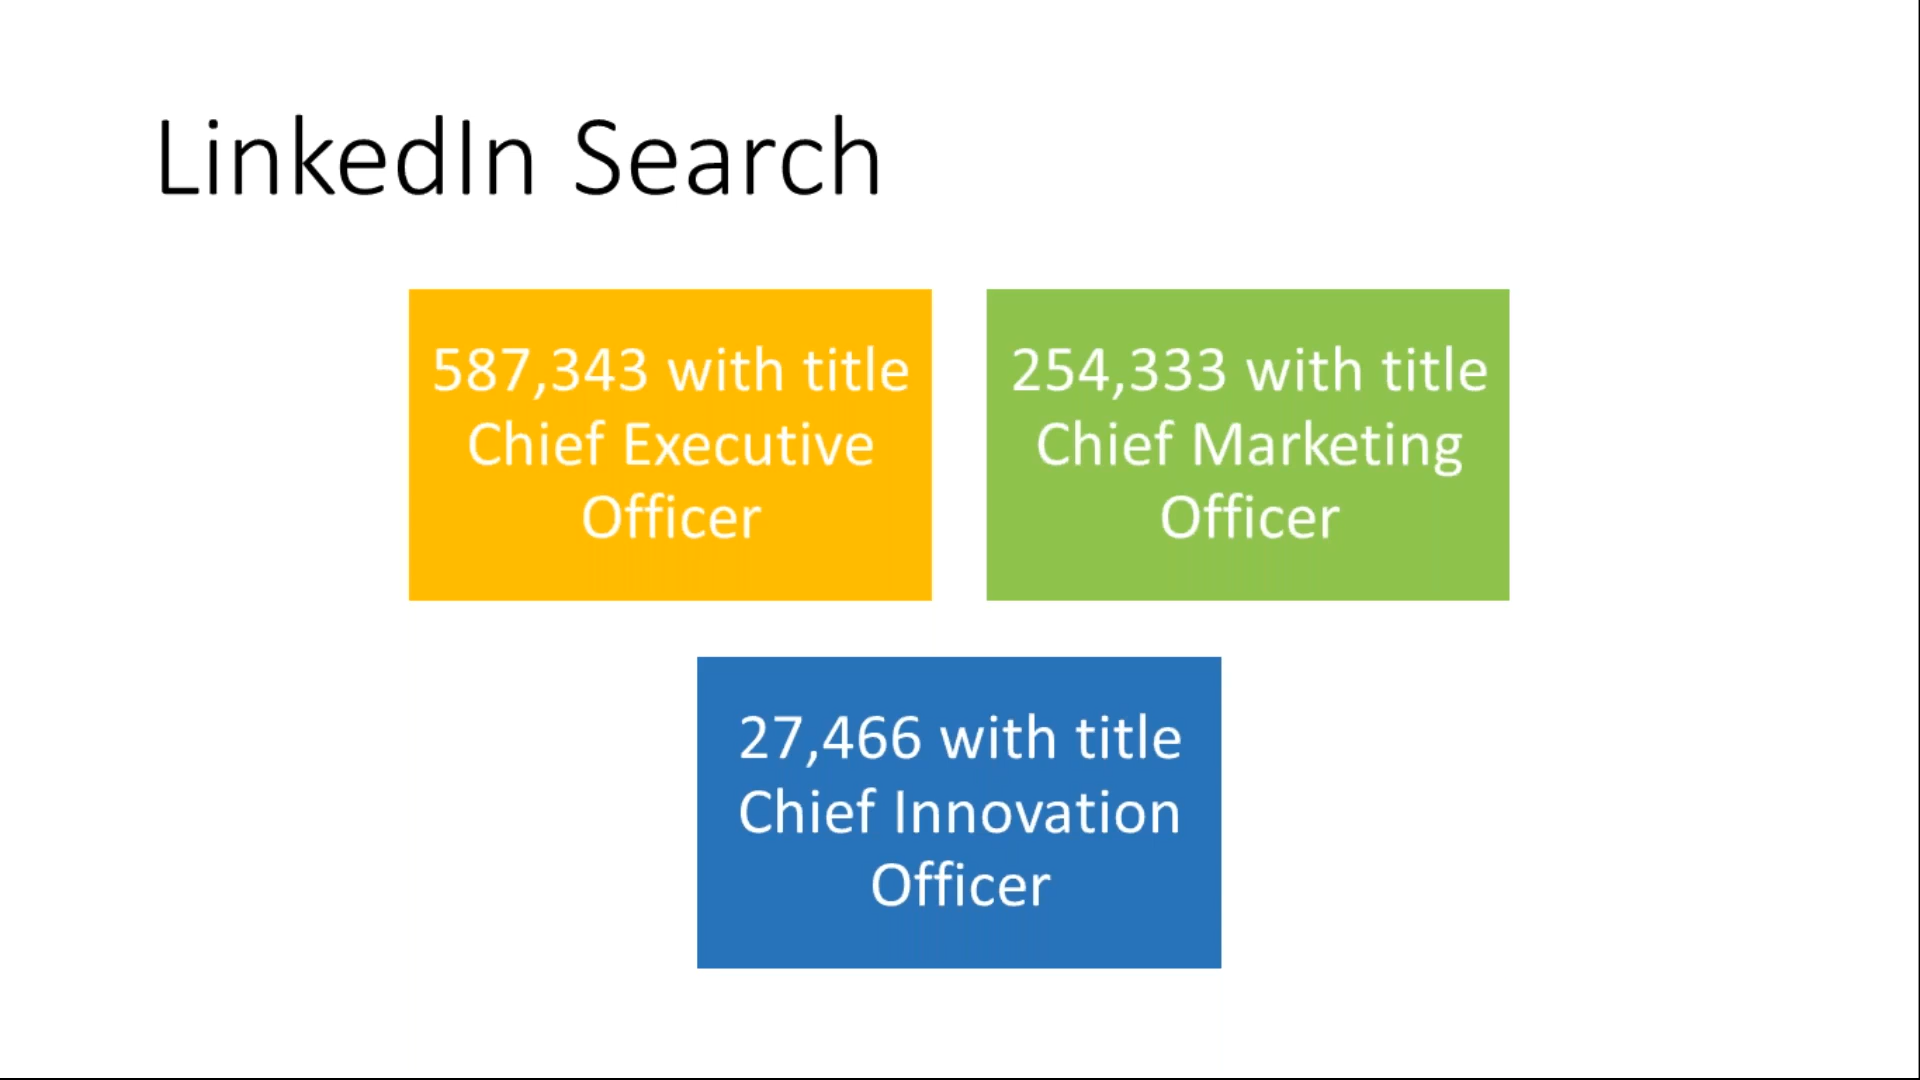 LinkedIn Search
587,343 with title
Chief Executive
Officer
254,333 with title
Chief Marketing
Officer
27,466 with title
Chief Innovation
Officer